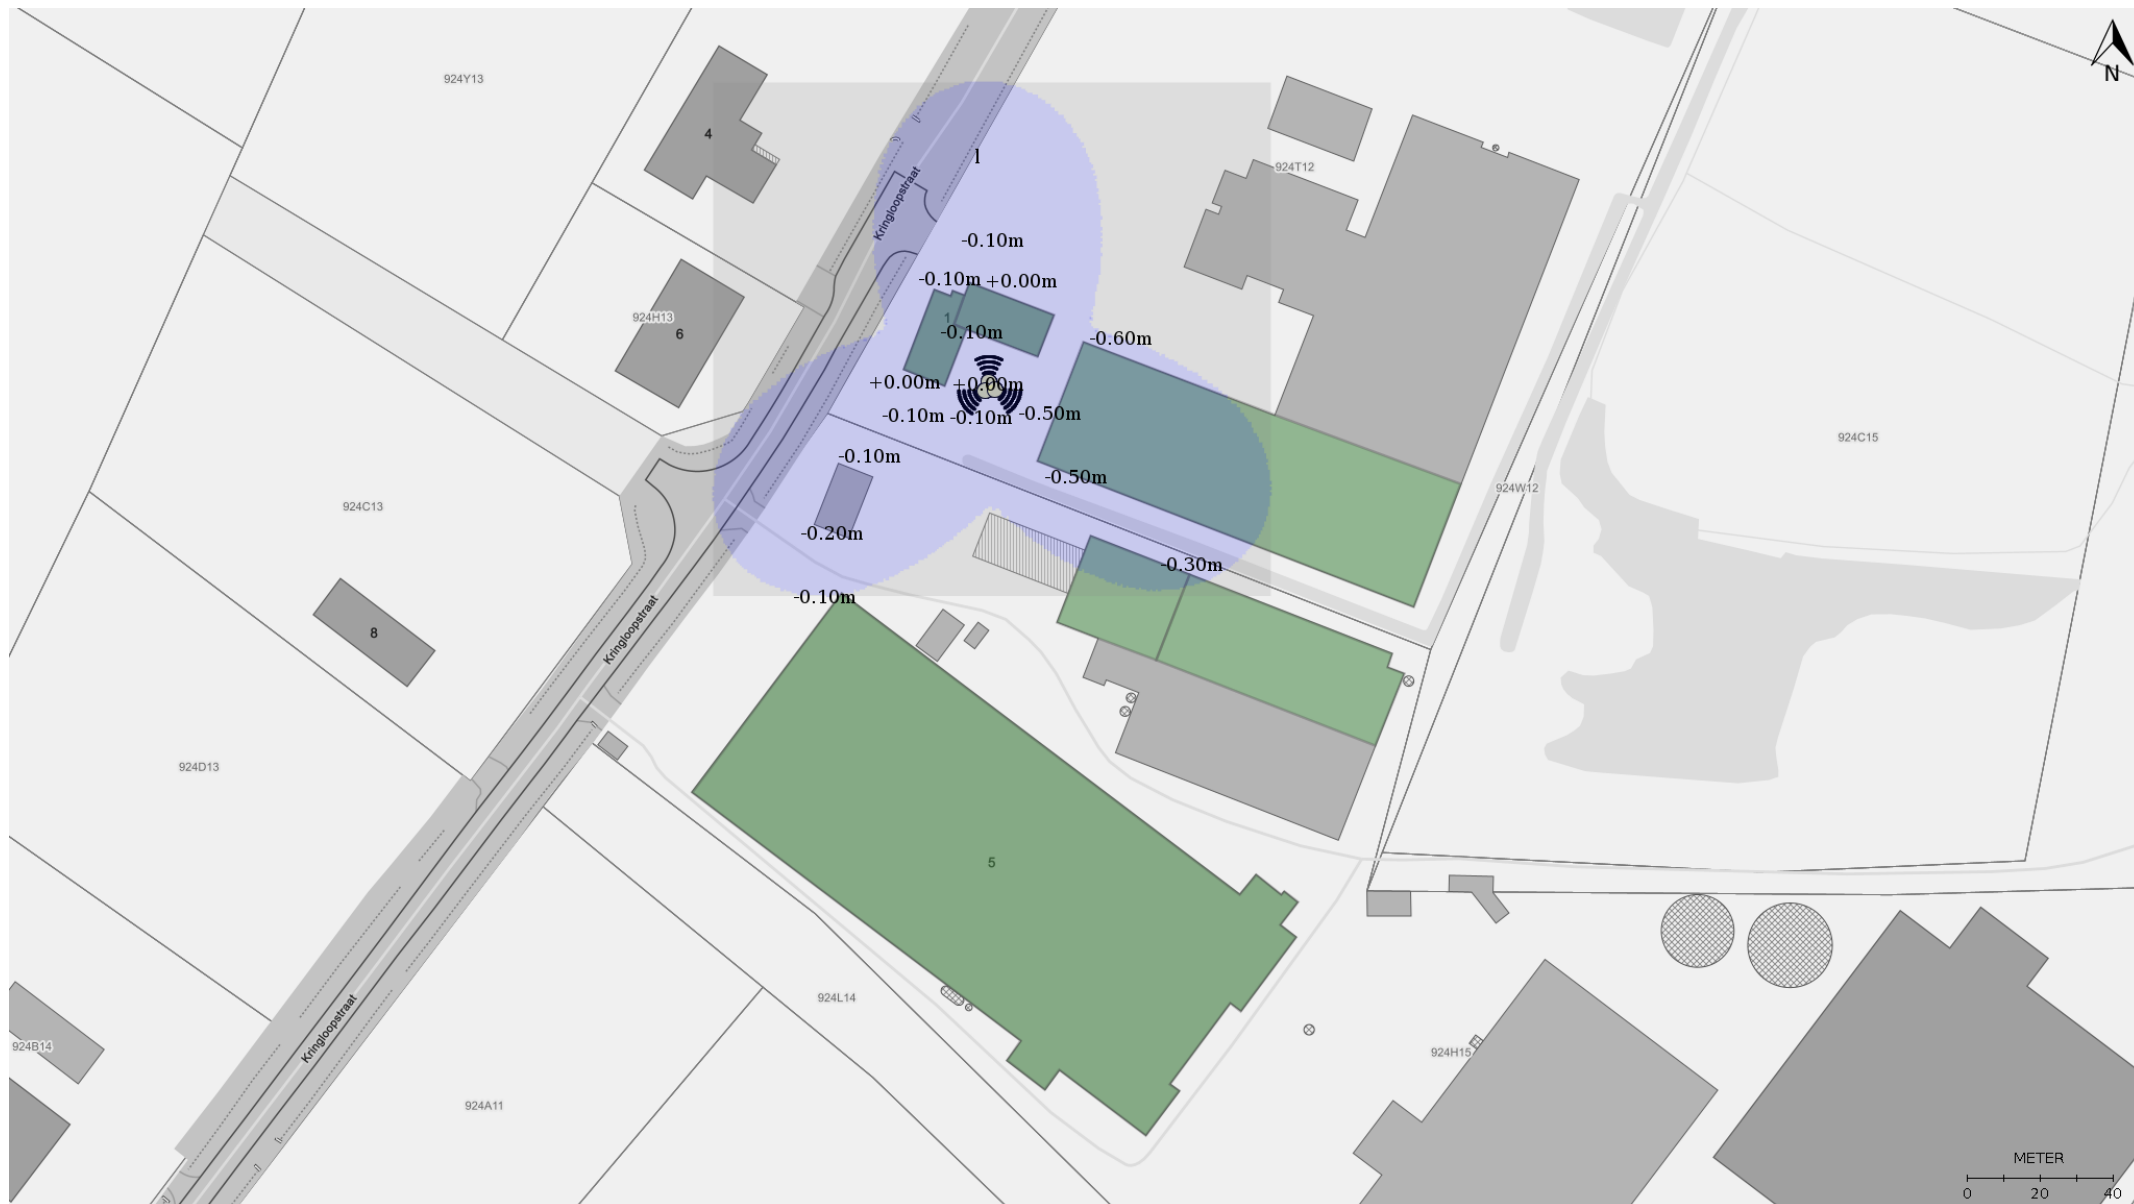 924Y13
4
N
l
924T12
Kringloopstraat
-0.10m
-0.10m
+0.00m
924H13
6
1
-0.10m
-0.60m
+0.00m
+0.00m
-0.10m
-0.10m
-0.50m
924C15
-0.10m
-0.50m
924W12
924C13
-0.20m
-0.30m
-0.10m
8
Kringloopstraat
924D13
5
924L14
Kringloopstraat
924B14
924H15
924A11
METER
0 20 40